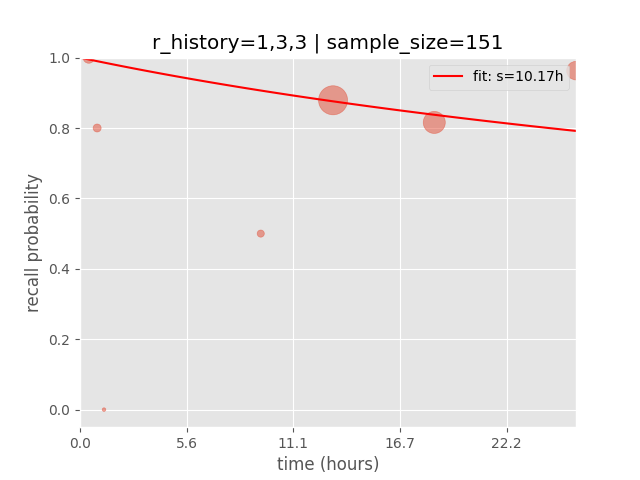 r_history=1,3,3 | sample_size=151
fit: s=10.17h
recall probability
1.0
0.8
0.6
0.4
0.2
0.0
0.0 5.6 11.1 16.7 22.2
time (hours)